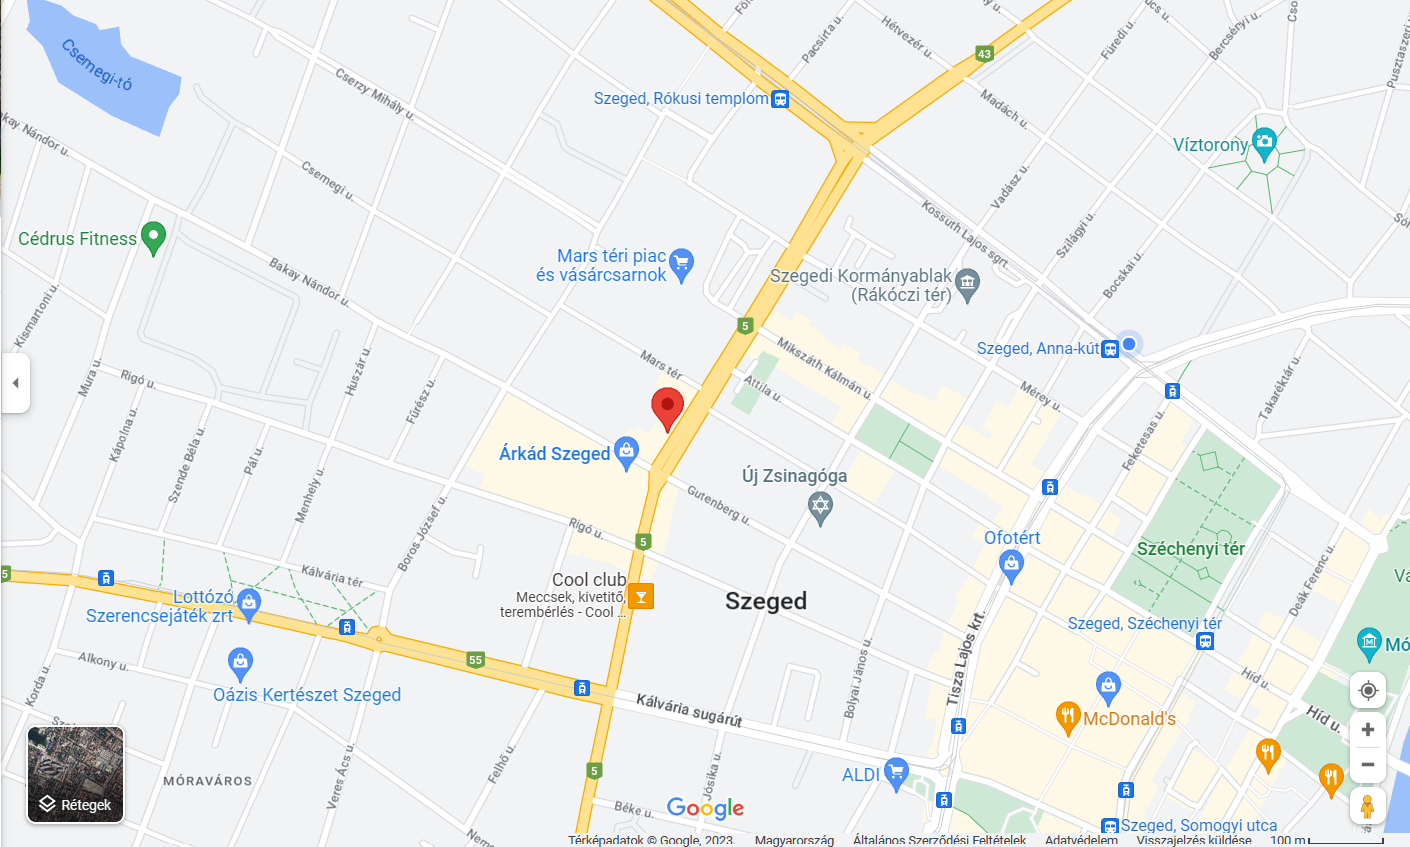 Pacsirta u.
Hétvezér u.
Füredi u.
Bercsényi u.
Pusztaszeri u.
43
Csemegi-tó
Cserzy Mihály u.
Szeged, Rókusi templom
Madách u.
Víztorony
Bakay Nándor u.
Csemegi u.
Vadász u.
Kossuth Lajos sgrt.
Szilágyi u.
Cédrus Fitness
Bakay Nándor u.
Mars téri piac
és vásárcsarnok
Szegedi Kormányablak
(Rákóczi tér)
Bocskai u.
Kismartoni u.
5
Mikszáth Kálmán u.
Szeged, Anna-kút
Mars tér
Attila u.
Mérey u.
Takaréktár u.
Mura u.
Rigó u.
Huszár u.
Fűrész u.
Kápolna u.
Szende Béla u.
Pál u.
Menhely u.
Árkád Szeged
Feketesas u.
Új Zsinagóga
Gutenberg u.
Boros József u.
Rigó u.
5
Ofotért
Széchenyi tér
Deák Ferenc u.
5
Kálvária tér
Cool club
Meccsek, kivetítő,
terembérlés - Cool ...
Szeged
Lottózó
Szerencsejáték zrt
Szeged, Széchenyi tér
Tisza Lajos krt.
Bolyai János u.
Alkony u.
55
Korda u.
Oázis Kertészet Szeged
Kálvária sugárút
McDonald's
Híd u.
Híd u.
MÓRAVÁROS
Veres Ács u.
Felhő u.
5
Jósika u.
ALDI
Rétegek
Béke u.
Google
Szeged, Somogyi utca
Térképadatok © Google, 2023.
Magyarország
Általános Szerződési Feltételek
Adatvédelem
Visszajelzés küldése
100 m